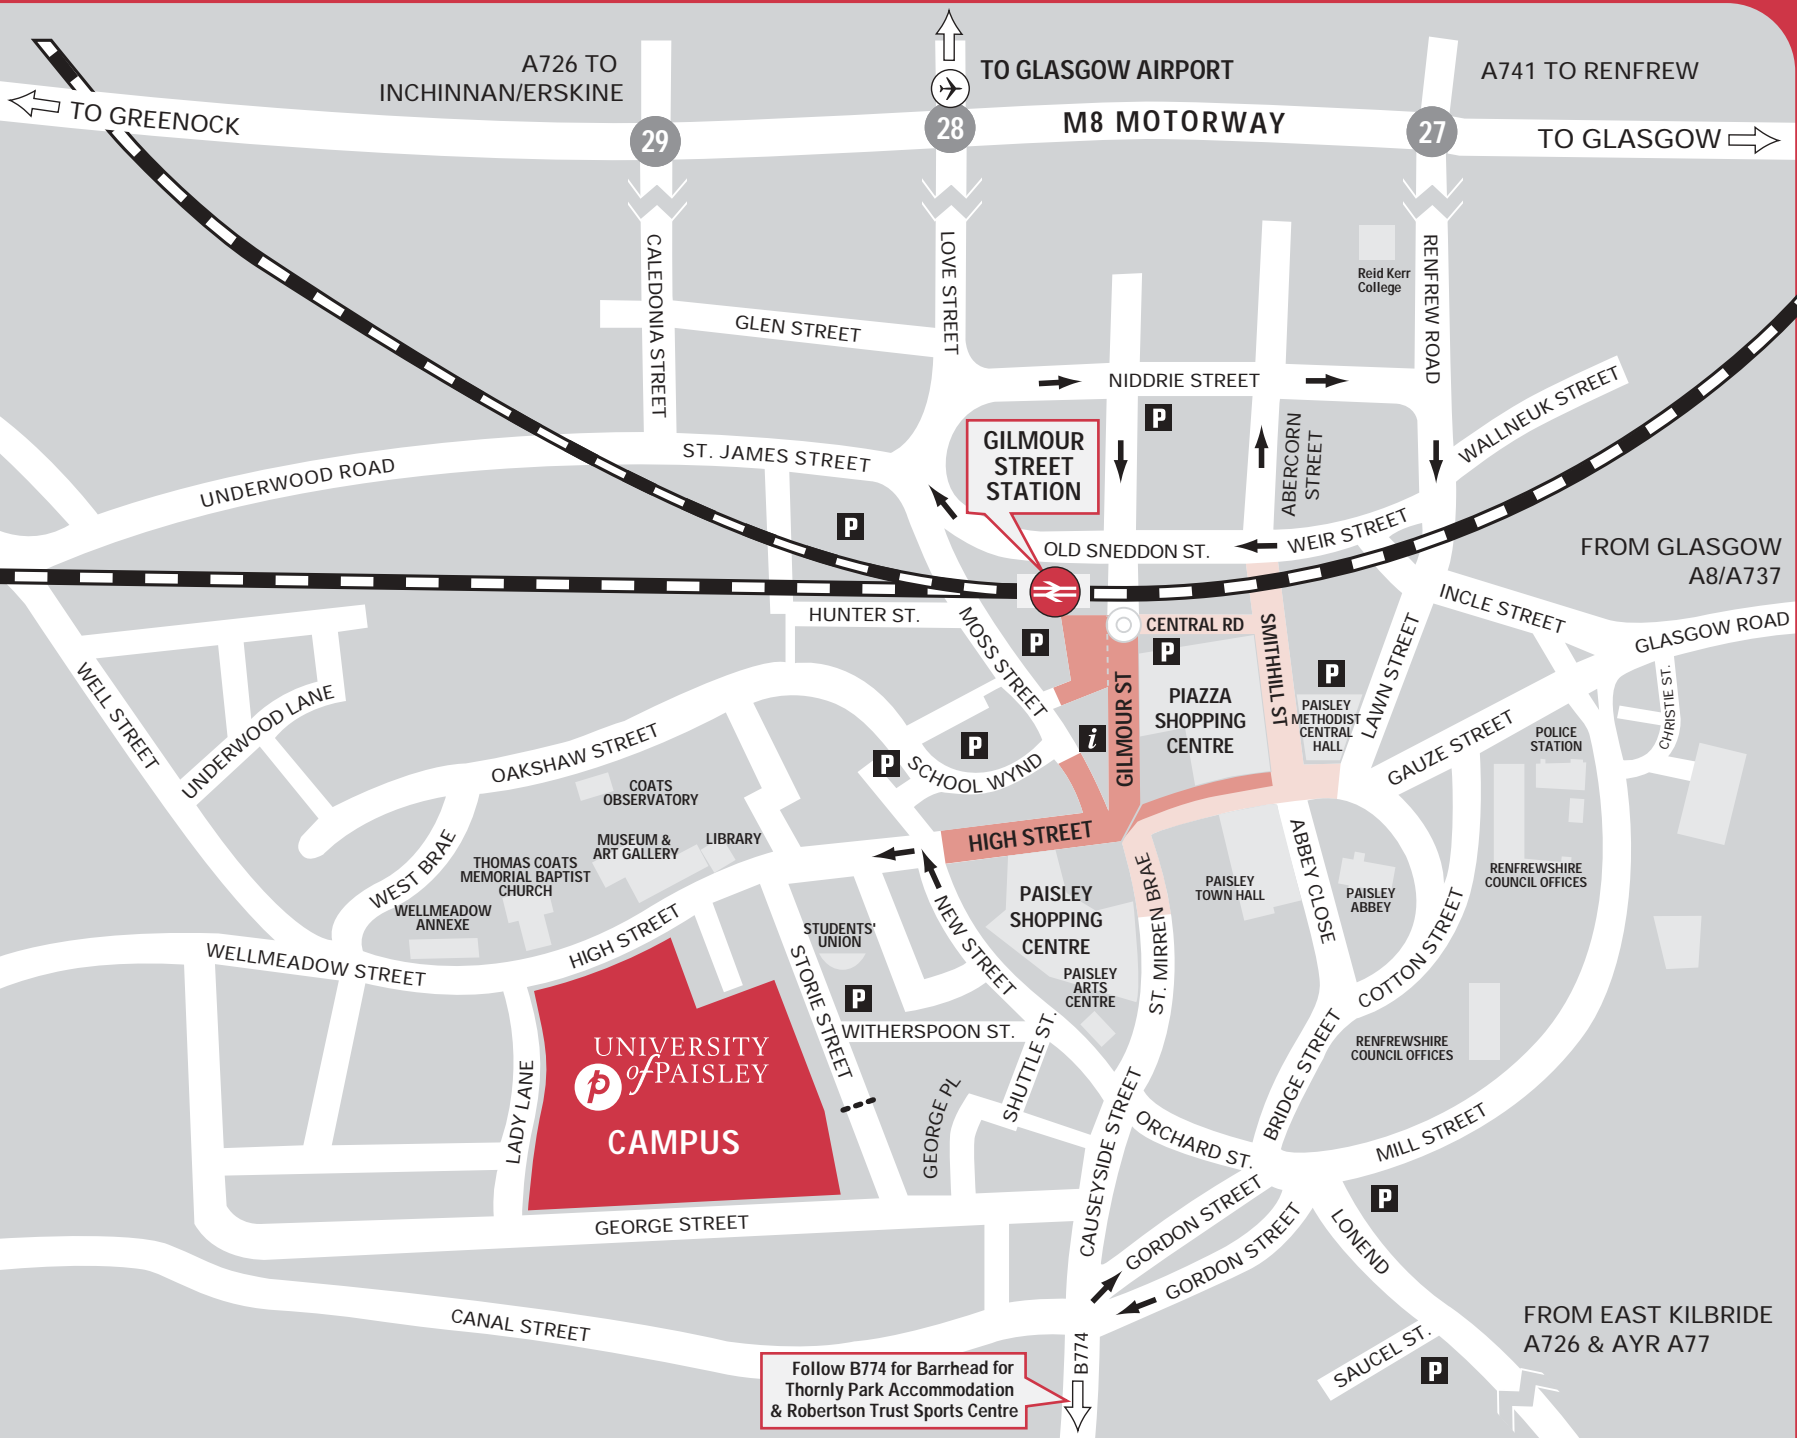 A726 TO
INCHINNAN/ERSKINE
TO GLASGOW AIRPORT
A741 TO RENFREW
TO GREENOCK
29
28
M8 MOTORWAY
27
TO GLASGOW
CALEDONIA STREET
LOVE STREET
RENFREW ROAD
Reid Kerr
College
GLEN STREET
NIDDRIE STREET
WALLNEUK STREET
P
GILMOUR
STREET
STATION
ABERCORN
STREET
ST. JAMES STREET
UNDERWOOD ROAD
P
OLD SNEDDON ST.
WEIR STREET
FROM GLASGOW
A8/A737
HUNTER ST.
MOSS STREET
CENTRAL RD
SMITHHILL ST
INCLE STREET
GLASGOW ROAD
LAWN STREET
CHRISTIE ST.
P
P
P
WELL STREET
UNDERWOOD LANE
OAKSHAW STREET
GILMOUR ST
PIAZZA
SHOPPING
CENTRE
PAISLEY
METHODIST
CENTRAL
HALL
GAUZE STREET
POLICE
STATION
i
P
P
SCHOOL WYND
COATS
OBSERVATORY
MUSEUM &
ART GALLERY
LIBRARY
HIGH STREET
WEST BRAE
THOMAS COATS
MEMORIAL BAPTIST
CHURCH
WELLMEADOW
ANNEXE
ABBEY CLOSE
RENFREWSHIRE
COUNCIL OFFICES
PAISLEY
TOWN HALL
PAISLEY
ABBEY
PAISLEY
SHOPPING
CENTRE
ST. MIRREN BRAE
NEW STREET
STUDENTS'
UNION
HIGH STREET
WELLMEADOW STREET
STORIE STREET
COTTON STREET
PAISLEY
ARTS
CENTRE
P
WITHERSPOON ST.
SHUTTLE ST.
BRIDGE STREET
RENFREWSHIRE
COUNCIL OFFICES
UNIVERSITY
of PAISLEY
p
CAMPUS
LADY LANE
GEORGE PL
CAUSEYSIDE STREET
ORCHARD ST.
MILL STREET
P
GEORGE STREET
GORDON STREET
GORDON STREET
LONEND
CANAL STREET
FROM EAST KILBRIDE
A726 & AYR A77
SAUCEL ST.
P
B774
Follow B774 for Barrhead for
Thornly Park Accommodation
& Robertson Trust Sports Centre